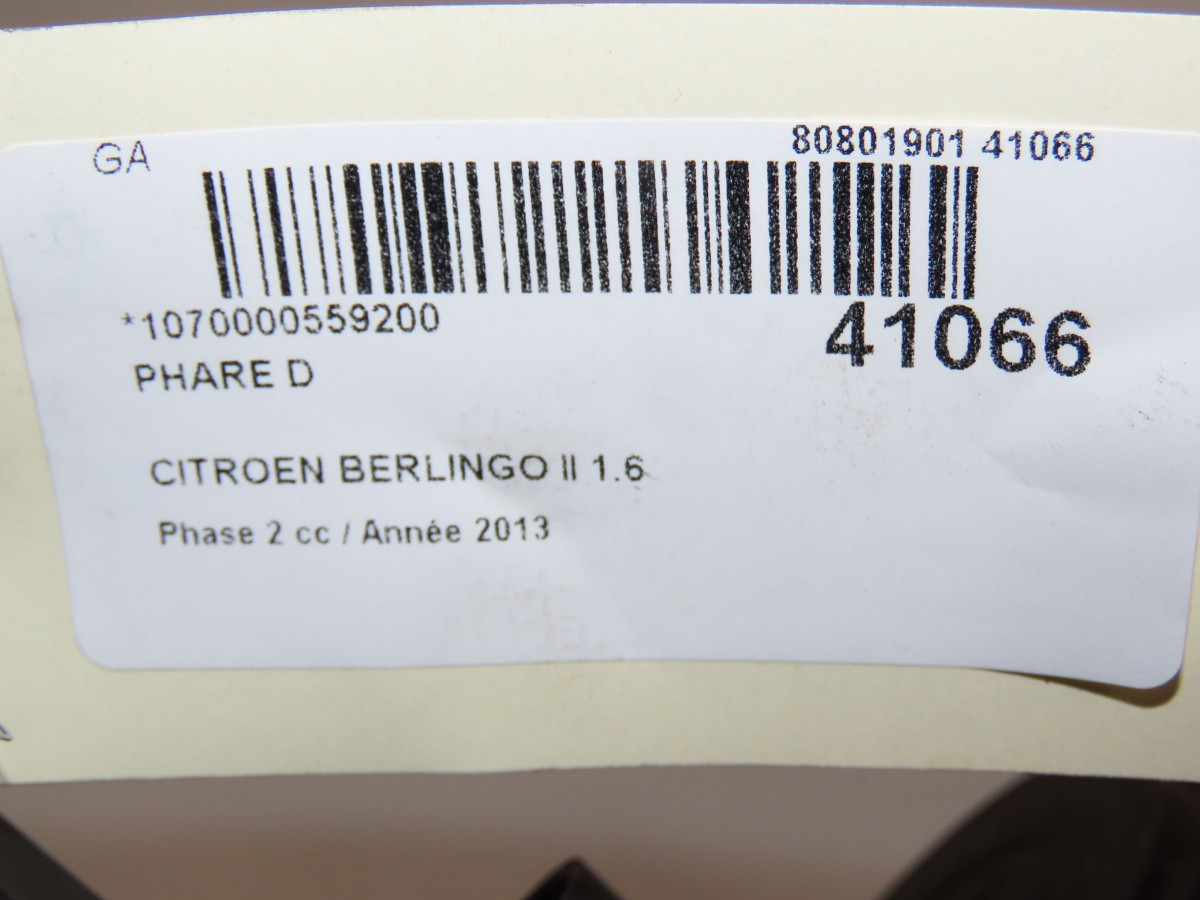 GA
80801901 41066
*1070000559200
41066
PHARE D
CITROEN BERLINGO II 1.6
Phase 2 cc / Année 2013